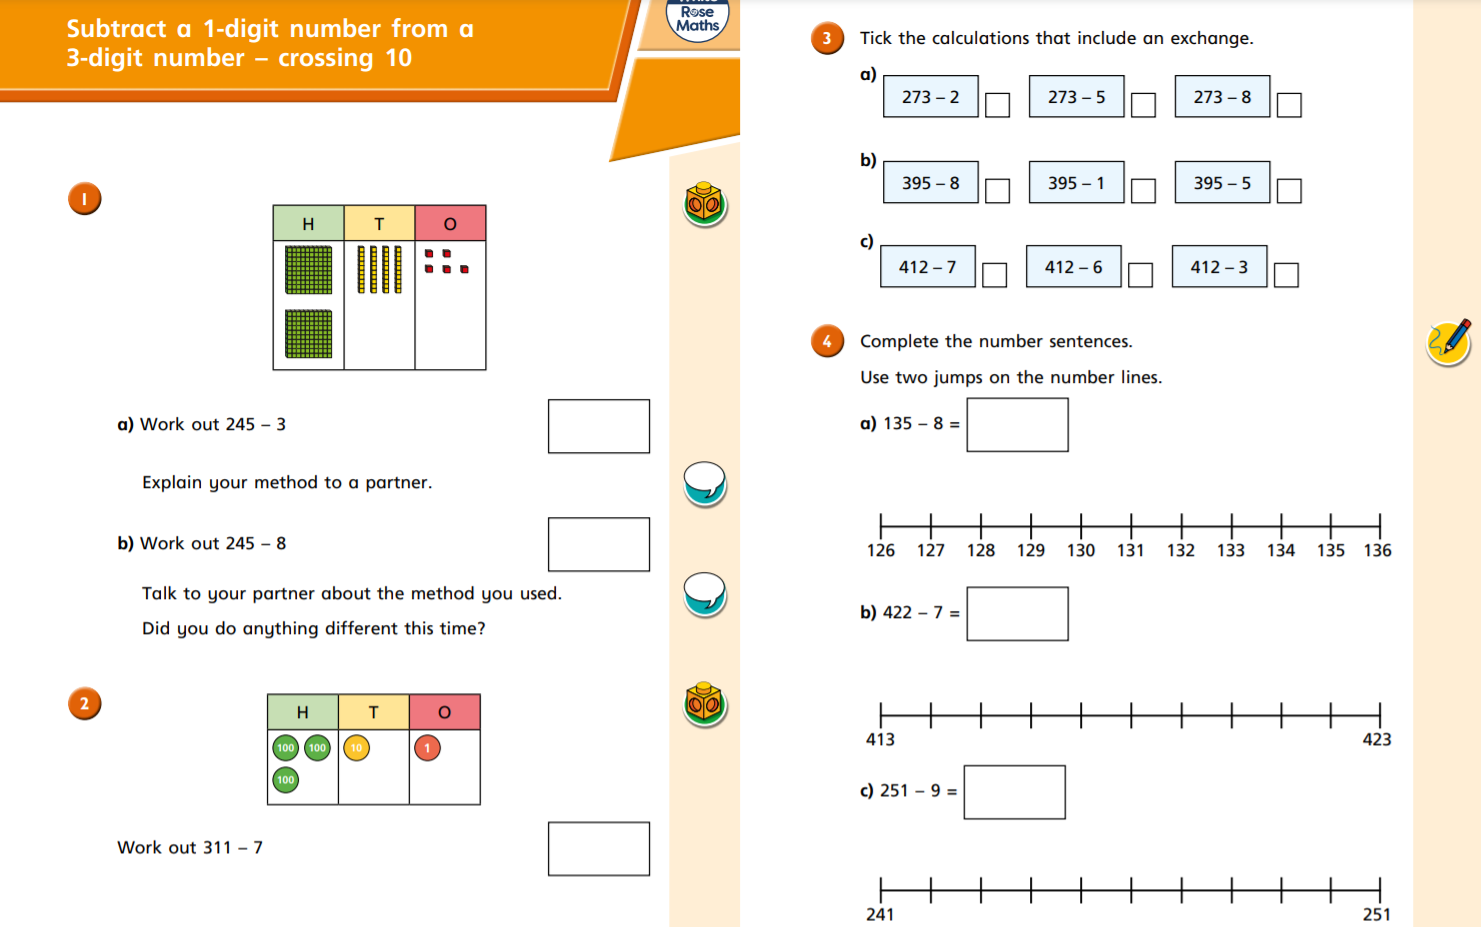 Subtract a 1-digit number from a
3-digit number – crossing 10
Rose
Maths
1
H T O
a) Work out 245 – 3
Explain your method to a partner.
b) Work out 245 – 8
Talk to your partner about the method you used.
Did you do anything different this time?
2
H T O
100 100 10 1
100
Work out 311 – 7
3 Tick the calculations that include an exchange.
a) 273 – 2 273 – 5 273 – 8
b) 395 – 8 395 – 1 395 – 5
c) 412 – 7 412 – 6 412 – 3
4 Complete the number sentences.
Use two jumps on the number lines.
a) 135 – 8 =
126 127 128 129 130 131 132 133 134 135 136
b) 422 – 7 =
413 423
c) 251 – 9 =
241 251